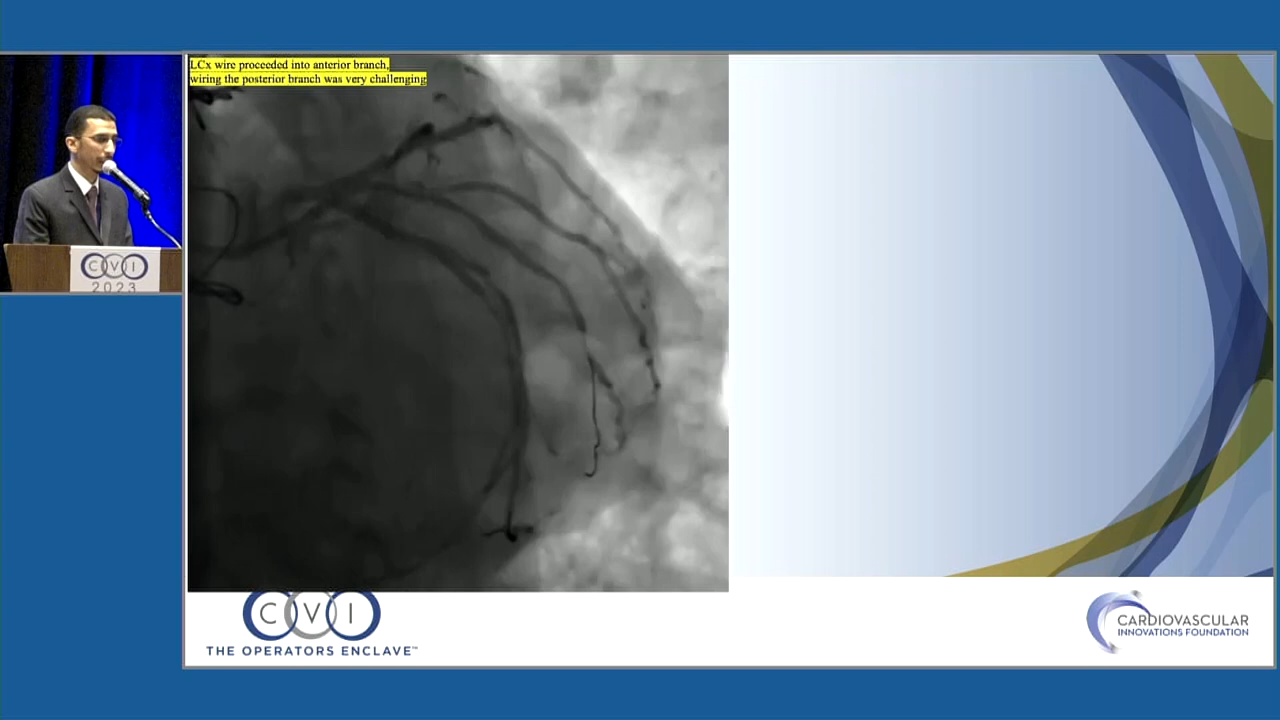 LCx wire proceeded into anterior branch,
wiring the posterior branch was very challenging
CVI
2023
CVI
THE OPERATORS ENCLAVE™
CARDIOVASCULAR
INNOVATIONS FOUNDATION